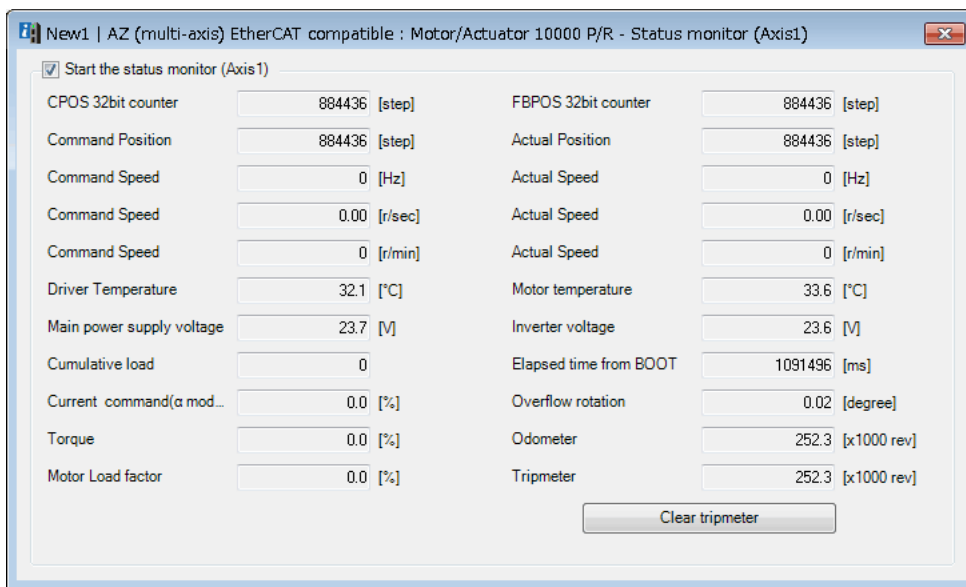 New1 | AZ (multi-axis) EtherCAT compatible : Motor/Actuator 10000 P/R - Status monitor (Axis1)
Start the status monitor (Axis1)
CPOS 32bit counter 884436 [step] FBPOS 32bit counter 884436 [step]
Command Position 884436 [step] Actual Position 884436 [step]
Command Speed 0 [Hz] Actual Speed 0 [Hz]
Command Speed 0.00 [r/sec] Actual Speed 0.00 [r/sec]
Command Speed 0 [r/min] Actual Speed 0 [r/min]
Driver Temperature 32.1 [°C] Motor temperature 33.6 [°C]
Main power supply voltage 23.7 [V] Inverter voltage 23.6 [V]
Cumulative load 0 Elapsed time from BOOT 1091496 [ms]
Current command(α mod... 0.0 [%] Overflow rotation 0.02 [degree]
Torque 0.0 [%] Odometer 252.3 [x1000 rev]
Motor Load factor 0.0 [%] Tripmeter 252.3 [x1000 rev]
Clear tripmeter